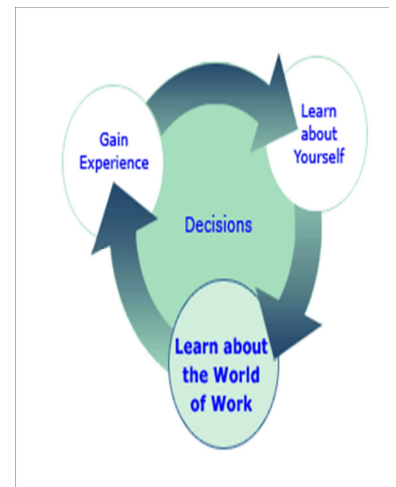 Gain
Experience
Learn
about
Yourself
Decisions
Learn about
the World
of Work